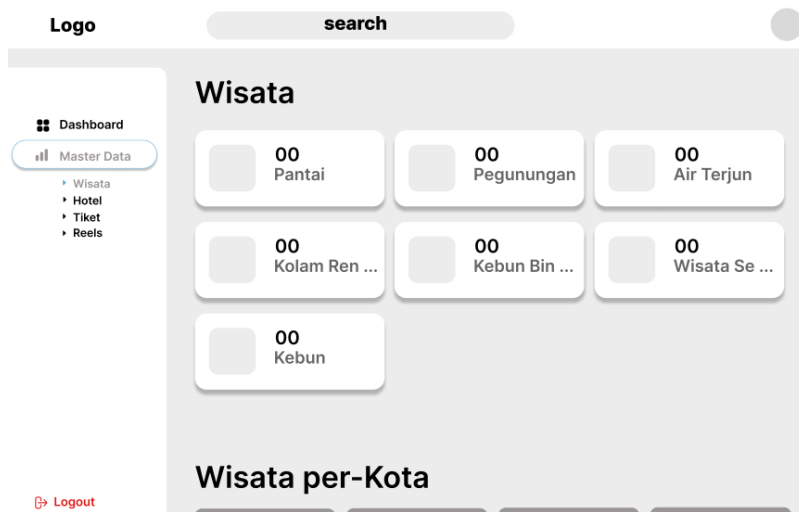 Logo
search
Dashboard
Master Data
Wisata
Hotel
Tiket
Reels
Logout
Wisata
00
Pantai
00
Pegunungan
00
Air Terjun
00
Kolam Ren ...
00
Kebun Bin ...
00
Wisata Se ...
00
Kebun
Wisata per-Kota